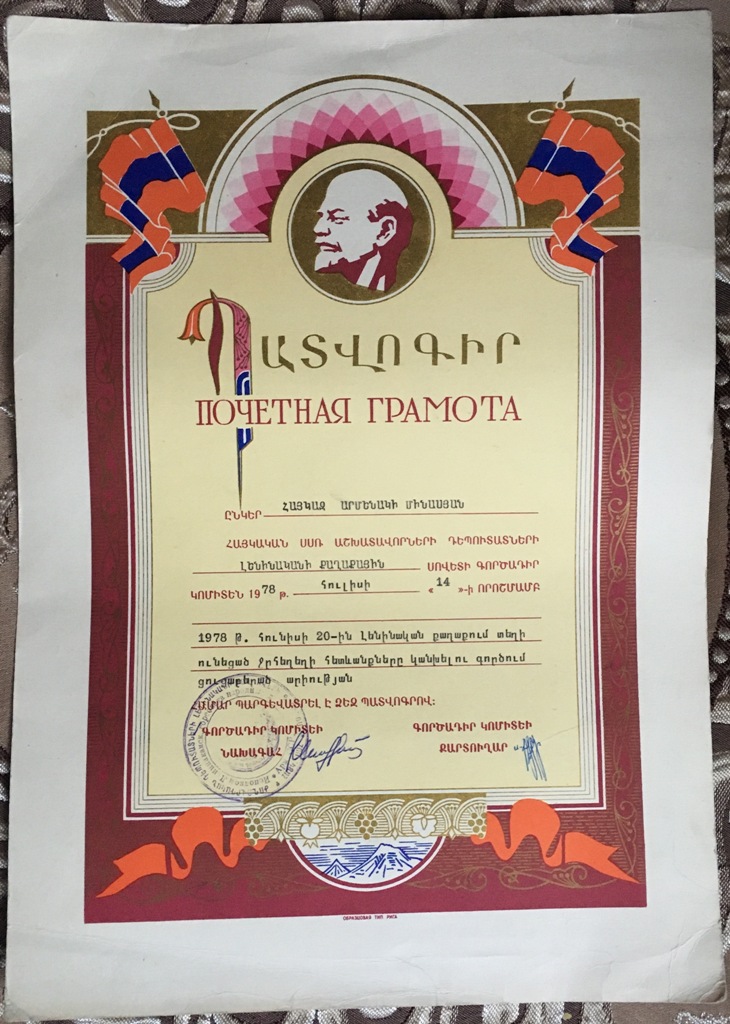 ՊԱՏՎՈԳԻՐ
ПОЧЕТНАЯ ГРАМОТА
ԸՆԿԵՐ ՀԱՅԿԱԶ ԱՐՄԵՆԱԿԻ ՄԻՆԱՍՅԱՆ
ՀԱՅԿԱԿԱՆ ՍՍՌ ԱՇԽԱՏԱՎՈՐՆԵՐԻ ԴԵՊՈՒՏԱՏՆԵՐԻ
ԼԵՆԻՆԱԿԱՆԻ ՔԱՂԱՔԱՅԻՆ ՍՈՎԵՏԻ ԳՈՐԾԱԴԻՐ
ԿՈՄԻՏԵՆ 1978 թ. հուլիսի « 14 »-ի ՈՐՈՇՄԱՄԲ
1978 թ. հունիսի 20-ին Լենինական քաղաքում տեղի
ունեցած ջրհեղեղի հետևանքները կանխելու գործում
ցուցաբերած արիության
ՀԱՄԱՐ ՊԱՐԳԵՎԱՏՐԵԼ Է ՁԵԶ ՊԱՏՎՈԳՐՈՎ:
ԳՈՐԾԱԴԻՐ ԿՈՄԻՏԵԻ
ՆԱԽԱԳԱՀ
ԳՈՐԾԱԴԻՐ ԿՈՄԻՏԵԻ
ՔԱՐՏՈՒՂԱՐ
ОБРАЗЦОВАЯ ТИП. РИГА